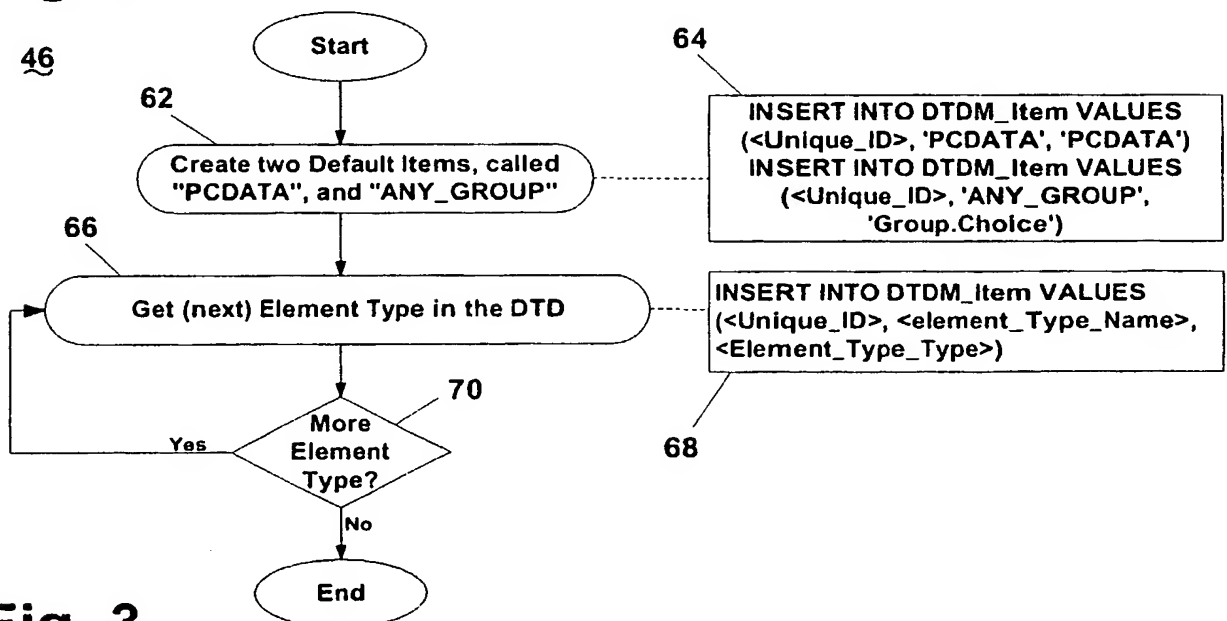 46
Start
62
Create two Default Items, called
"PCDATA", and "ANY_GROUP"
64
INSERT INTO DTDM_Item VALUES
(<Unique_ID>, 'PCDATA', 'PCDATA')
INSERT INTO DTDM_Item VALUES
(<Unique_ID>, 'ANY_GROUP',
'Group.Choice')
66
Get (next) Element Type in the DTD
INSERT INTO DTDM_Item VALUES
(<Unique_ID>, <element_Type_Name>,
<Element_Type_Type>)
68
70
More
Element
Type?
Yes
No
End